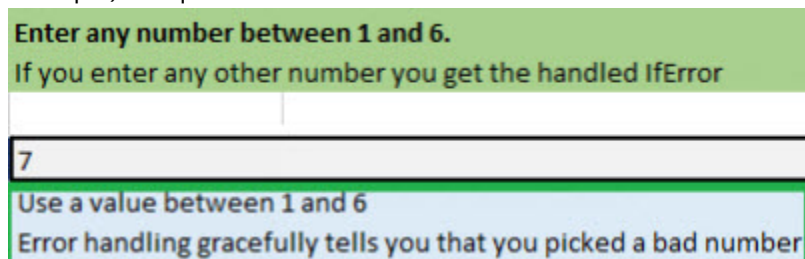 Enter any number between 1 and 6.
If you enter any other number you get the handled IfError
7
Use a value between 1 and 6
Error handling gracefully tells you that you picked a bad number